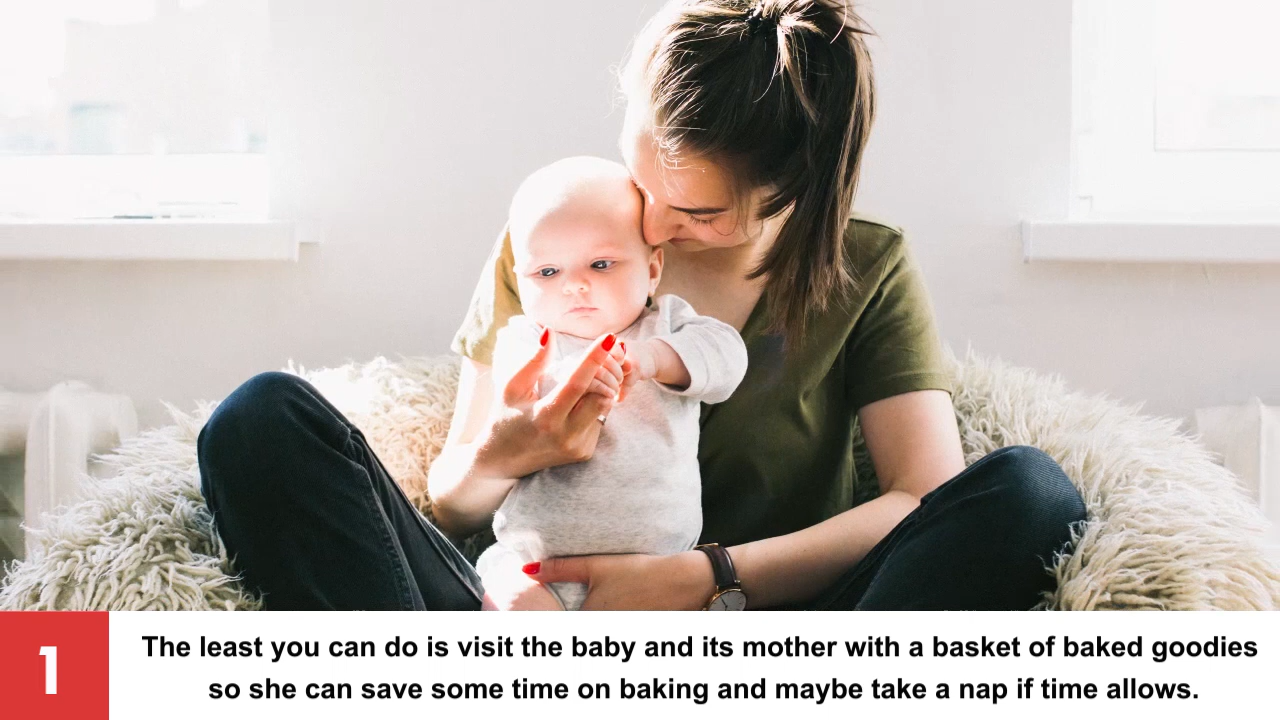 1
The least you can do is visit the baby and its mother with a basket of baked goodies
so she can save some time on baking and maybe take a nap if time allows.